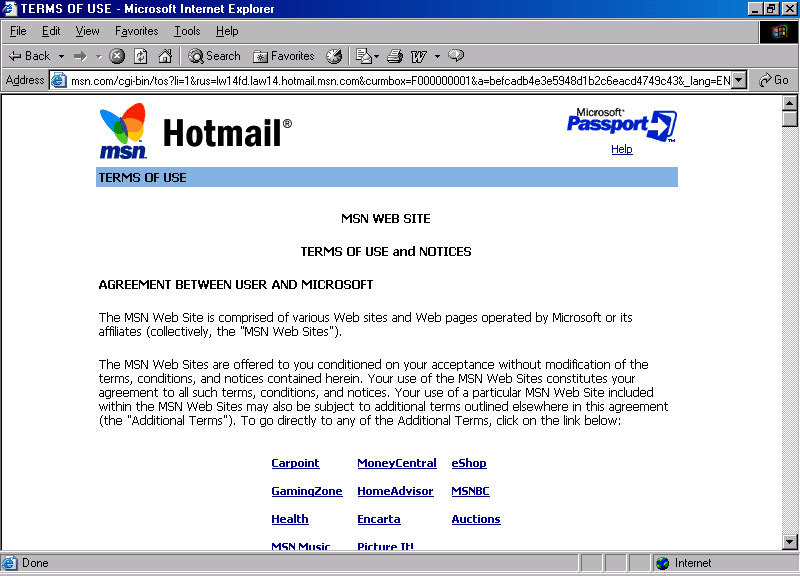 TERMS OF USE - Microsoft Internet Explorer
File Edit View Favorites Tools Help
Back Search Favorites
Address msn.com/cgi-bin/tos?li=1&rus=lw14fd.law14.hotmail.msn.com&curmbox=F000000001&a=befcadb4e3e5948d1b2c6eacd4749c43&_lang=EN Go
msn Hotmail® Microsoft® Passport™
Help
TERMS OF USE
MSN WEB SITE
TERMS OF USE and NOTICES
AGREEMENT BETWEEN USER AND MICROSOFT
The MSN Web Site is comprised of various Web sites and Web pages operated by Microsoft or its
affiliates (collectively, the "MSN Web Sites").
The MSN Web Sites are offered to you conditioned on your acceptance without modification of the
terms, conditions, and notices contained herein. Your use of the MSN Web Sites constitutes your
agreement to all such terms, conditions, and notices. Your use of a particular MSN Web Site included
within the MSN Web Sites may also be subject to additional terms outlined elsewhere in this agreement
(the "Additional Terms"). To go directly to any of the Additional Terms, click on the link below:
Carpoint MoneyCentral eShop
GamingZone HomeAdvisor MSNBC
Health Encarta Auctions
MSN Music Picture It!
Done Internet